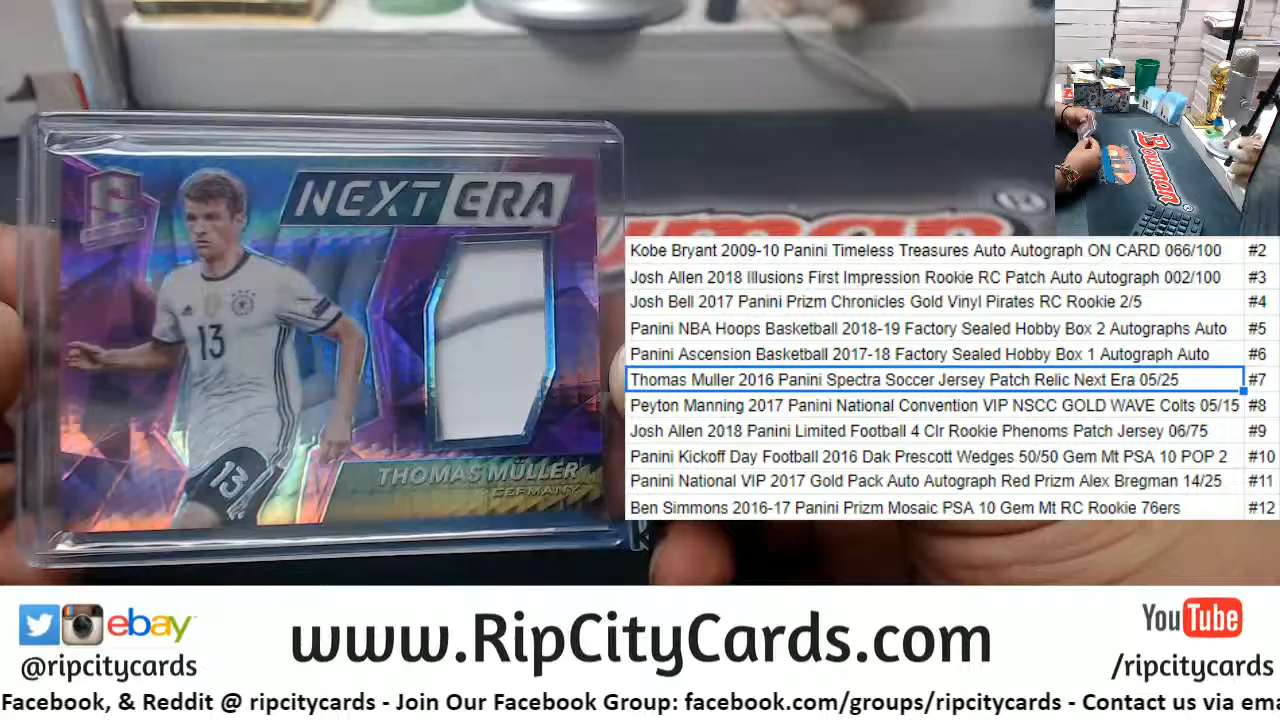 NEXT ERA
13
13
THOMAS MÜLLER
GERMANY
Bowman
Kobe Bryant 2009-10 Panini Timeless Treasures Auto Autograph ON CARD 066/100 #2
Josh Allen 2018 Illusions First Impression Rookie RC Patch Auto Autograph 002/100 #3
Josh Bell 2017 Panini Prizm Chronicles Gold Vinyl Pirates RC Rookie 2/5 #4
Panini NBA Hoops Basketball 2018-19 Factory Sealed Hobby Box 2 Autographs Auto #5
Panini Ascension Basketball 2017-18 Factory Sealed Hobby Box 1 Autograph Auto #6
Thomas Muller 2016 Panini Spectra Soccer Jersey Patch Relic Next Era 05/25 #7
Peyton Manning 2017 Panini National Convention VIP NSCC GOLD WAVE Colts 05/15 #8
Josh Allen 2018 Panini Limited Football 4 Clr Rookie Phenoms Patch Jersey 06/75 #9
Panini Kickoff Day Football 2016 Dak Prescott Wedges 50/50 Gem Mt PSA 10 POP 2 #10
Panini National VIP 2017 Gold Pack Auto Autograph Red Prizm Alex Bregman 14/25 #11
Ben Simmons 2016-17 Panini Prizm Mosaic PSA 10 Gem Mt RC Rookie 76ers #12
ebay
@ripcitycards
www.RipCityCards.com
YouTube
/ripcitycards
Facebook, & Reddit @ ripcitycards - Join Our Facebook Group: facebook.com/groups/ripcitycards - Contact us via ema